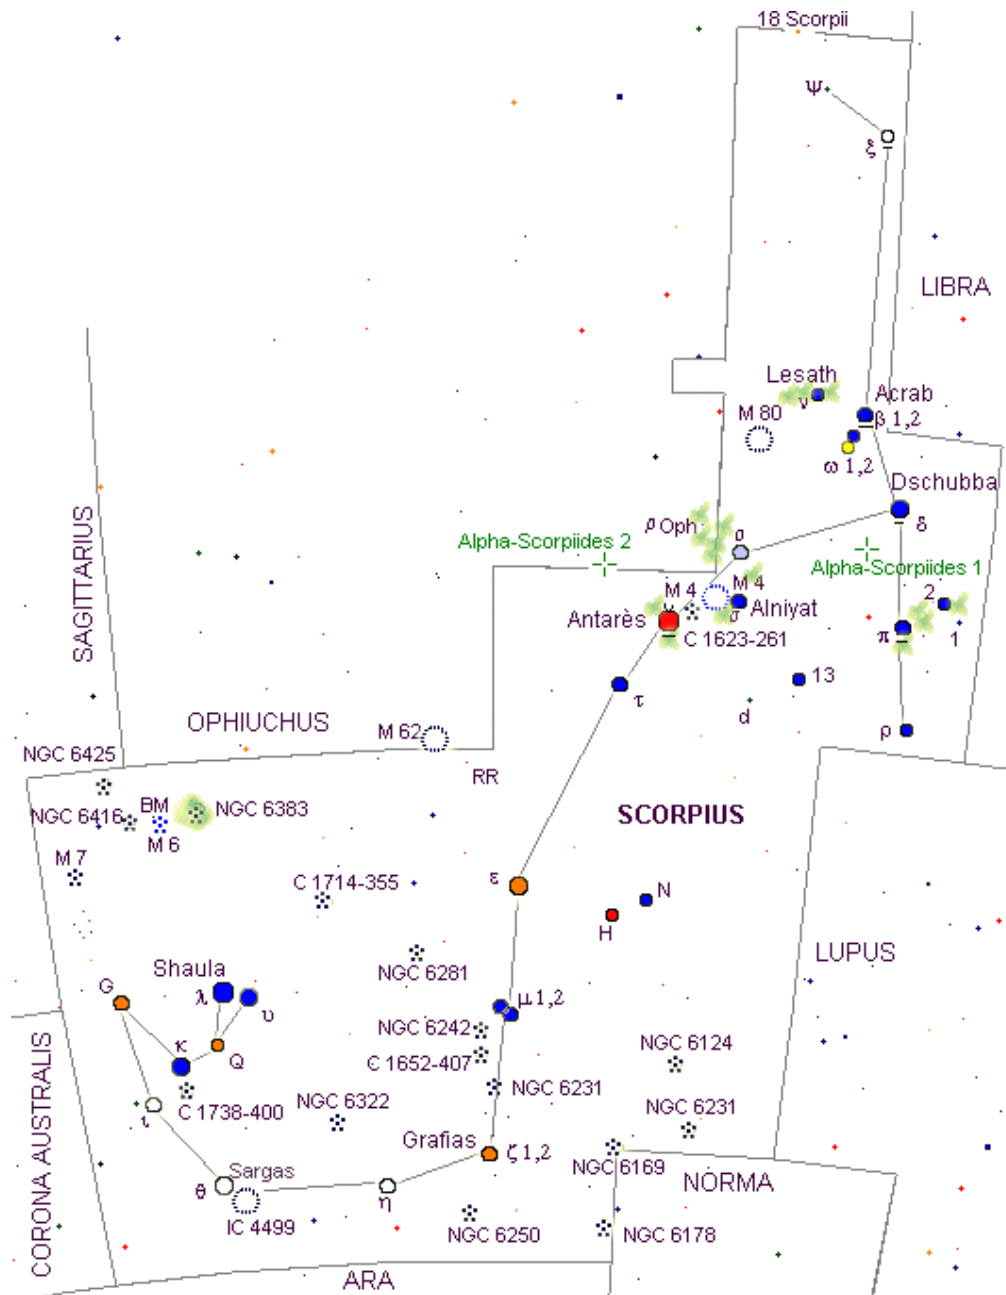 18 Scorpii
Ψ
ξ
LIBRA
Lesath
ν
Acrab
M 80
β 1,2
ω 1,2
Dschubba
δ
ρ Oph
σ
Alpha-Scorpiides 2
Alpha-Scorpiides 1
SAGITTARIUS
M 4
M 4
2
Antarès
σ
Alniyat
C 1623-261
π
1
13
τ
d
OPHIUCHUS
M 62
ρ
NGC 6425
RR
BM
NGC 6383
NGC 6416
SCORPIUS
M 6
M 7
ε
C 1714-355
N
H
LUPUS
NGC 6281
Shaula
G
λ
υ
μ 1,2
NGC 6242
κ
Q
C 1652-407
NGC 6124
NGC 6231
C 1738-400
NGC 6322
ι
NGC 6231
CORONA AUSTRALIS
Grafias
ζ 1,2
NGC 6169
Sargas
θ
η
NORMA
IC 4499
NGC 6250
NGC 6178
ARA